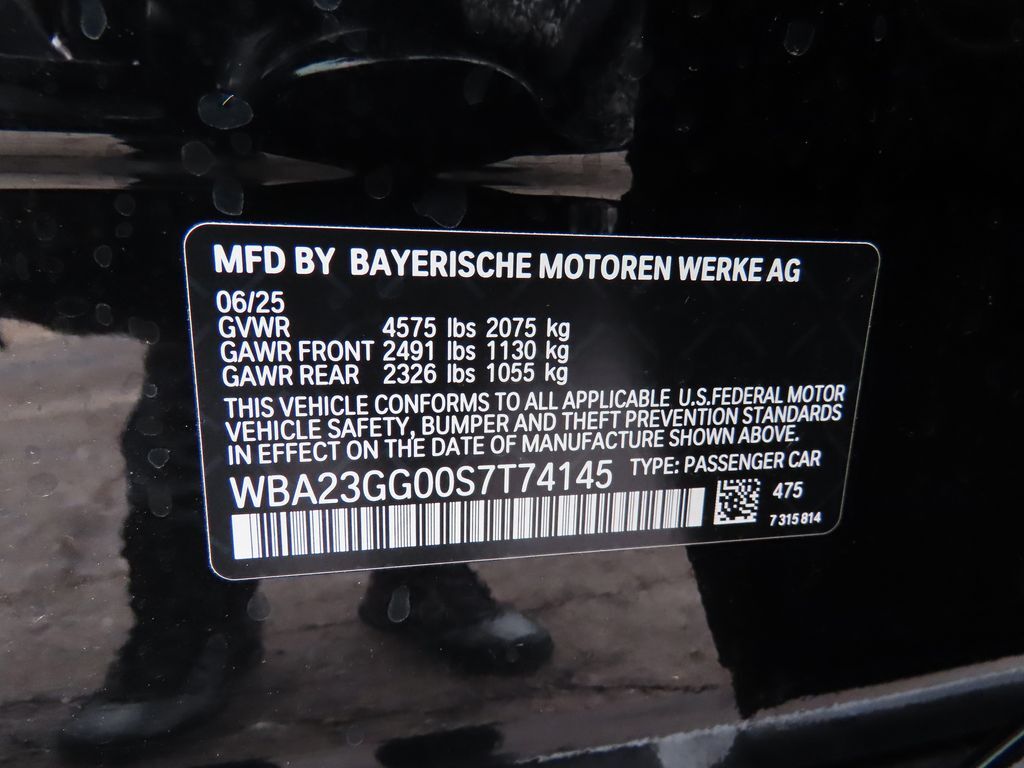 MFD BY BAYERISCHE MOTOREN WERKE AG
06/25
GVWR 4575 lbs 2075 kg
GAWR FRONT 2491 lbs 1130 kg
GAWR REAR 2326 lbs 1055 kg
THIS VEHICLE CONFORMS TO ALL APPLICABLE U.S.FEDERAL MOTOR
VEHICLE SAFETY, BUMPER AND THEFT PREVENTION STANDARDS
IN EFFECT ON THE DATE OF MANUFACTURE SHOWN ABOVE.
WBA23GG00S7T74145 TYPE: PASSENGER CAR
475
7 315 814